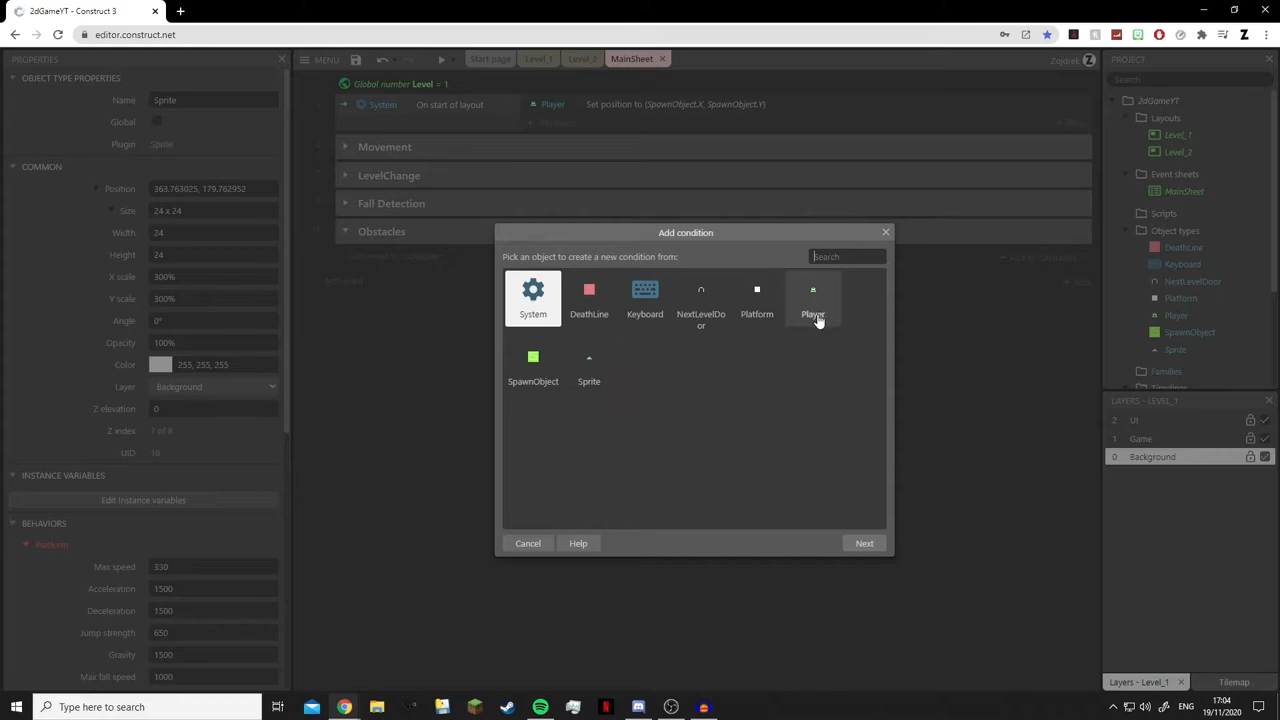 2dGameYT - Construct 3
editor.construct.net
PROPERTIES
OBJECT TYPE PROPERTIES
Name Sprite
Global
Plugin Sprite
COMMON
Position 363.763025, 179.762952
Size 24 x 24
Width 24
Height 24
X scale 300%
Y scale 300%
Angle 0°
Opacity 100%
Color 255, 255, 255
Layer Background
Z elevation 0
Z index 1 of 8
UID 16
INSTANCE VARIABLES
Edit Instance variables
BEHAVIORS
Platform
Max speed 330
Acceleration 1500
Deceleration 1500
Jump strength 650
Gravity 1500
Max fall speed 1000
MENU
Start page Level_1 Level_2 MainSheet
Zojdrek
Global number Level = 1
System On start of layout Player Set position to (SpawnObject.X, SpawnObject.Y)
Movement
LevelChange
Fall Detection
Obstacles
Add condition
Pick an object to create a new condition from: Search
System DeathLine Keyboard NextLevelDoor Platform Player
SpawnObject Sprite
Cancel Help Next
PROJECT
Search
2dGameYT
Layouts
Level_1
Level_2
Event sheets
MainSheet
Scripts
Object types
DeathLine
Keyboard
NextLevelDoor
Platform
Player
SpawnObject
Sprite
Families
Timelines
LAYERS - LEVEL_1
2 UI
1 Game
0 Background
Layers - Level_1 Tilemap
Type here to search
17:04
19/11/2020